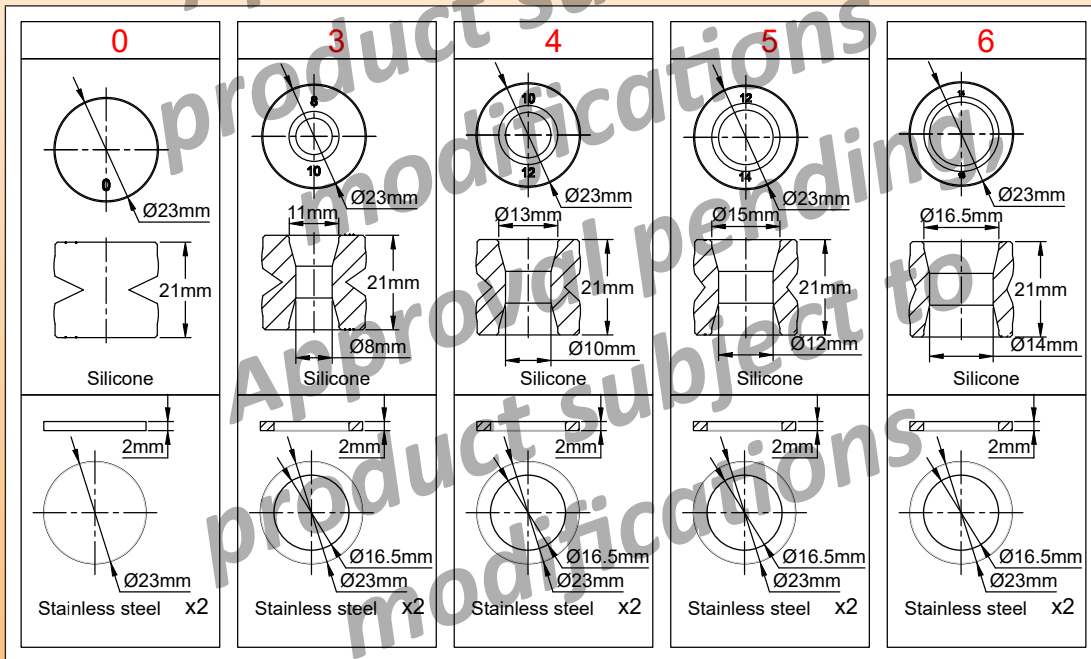 0
0
Ø23mm
21mm
Silicone
2mm
Ø23mm
Stainless steel x2
3
8
10
Ø23mm
11mm
21mm
Ø8mm
Silicone
2mm
Ø16.5mm
Ø23mm
Stainless steel x2
4
10
12
Ø23mm
Ø13mm
21mm
Ø10mm
Silicone
2mm
Ø16.5mm
Ø23mm
Stainless steel x2
5
12
14
Ø23mm
Ø15mm
21mm
Ø12mm
Silicone
2mm
Ø16.5mm
Ø23mm
Stainless steel x2
6
Ø23mm
Ø16.5mm
21mm
Ø14mm
Silicone
2mm
Ø16.5mm
Ø23mm
Stainless steel x2
product su
modifications
Approval pending,
product subject to
modifications